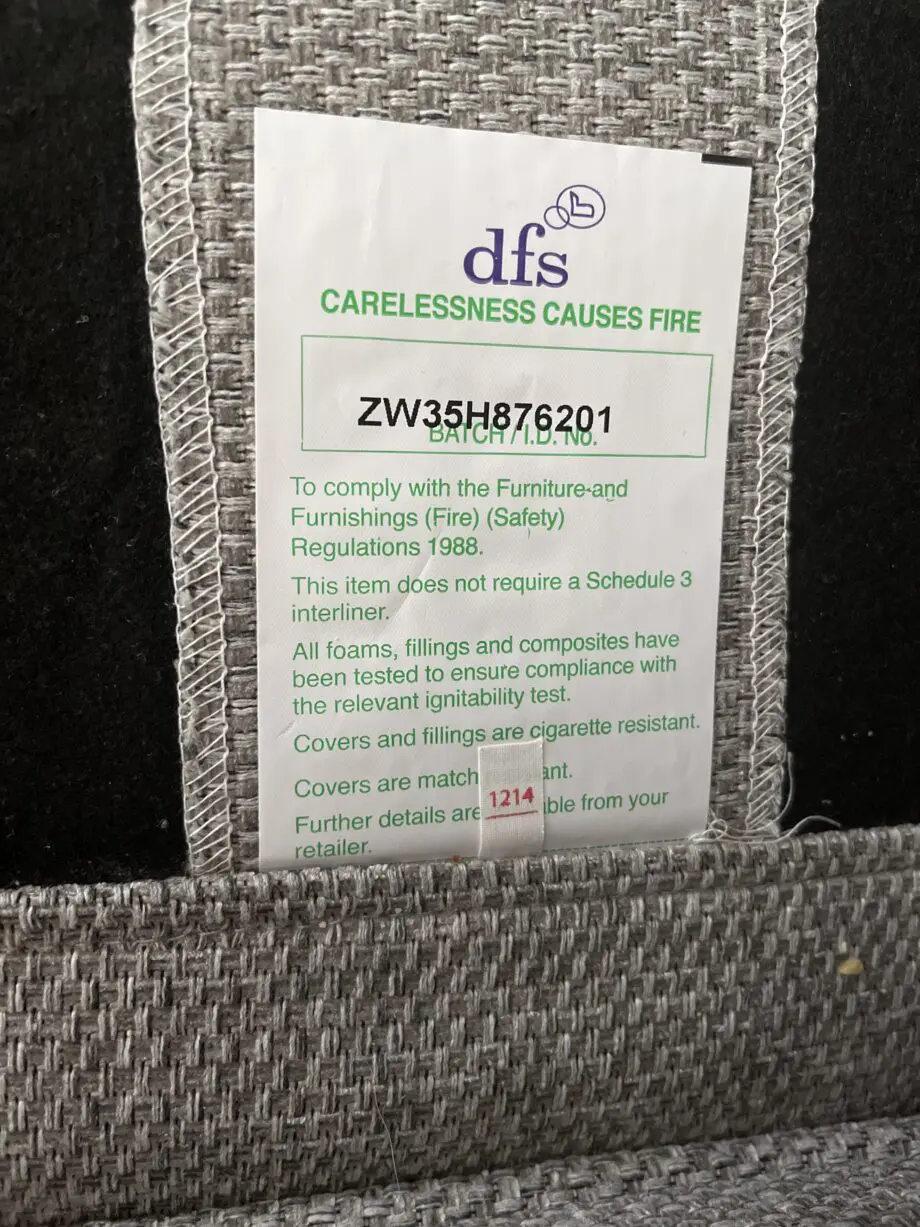 dfs
CARELESSNESS CAUSES FIRE
ZW35H876201
BATCH / I.D. No.
To comply with the Furniture and
Furnishings (Fire) (Safety)
Regulations 1988.
This item does not require a Schedule 3
interliner.
All foams, fillings and composites have
been tested to ensure compliance with
the relevant ignitability test.
Covers and fillings are cigarette resistant.
Covers are match
1214
Further details are from your
retailer.